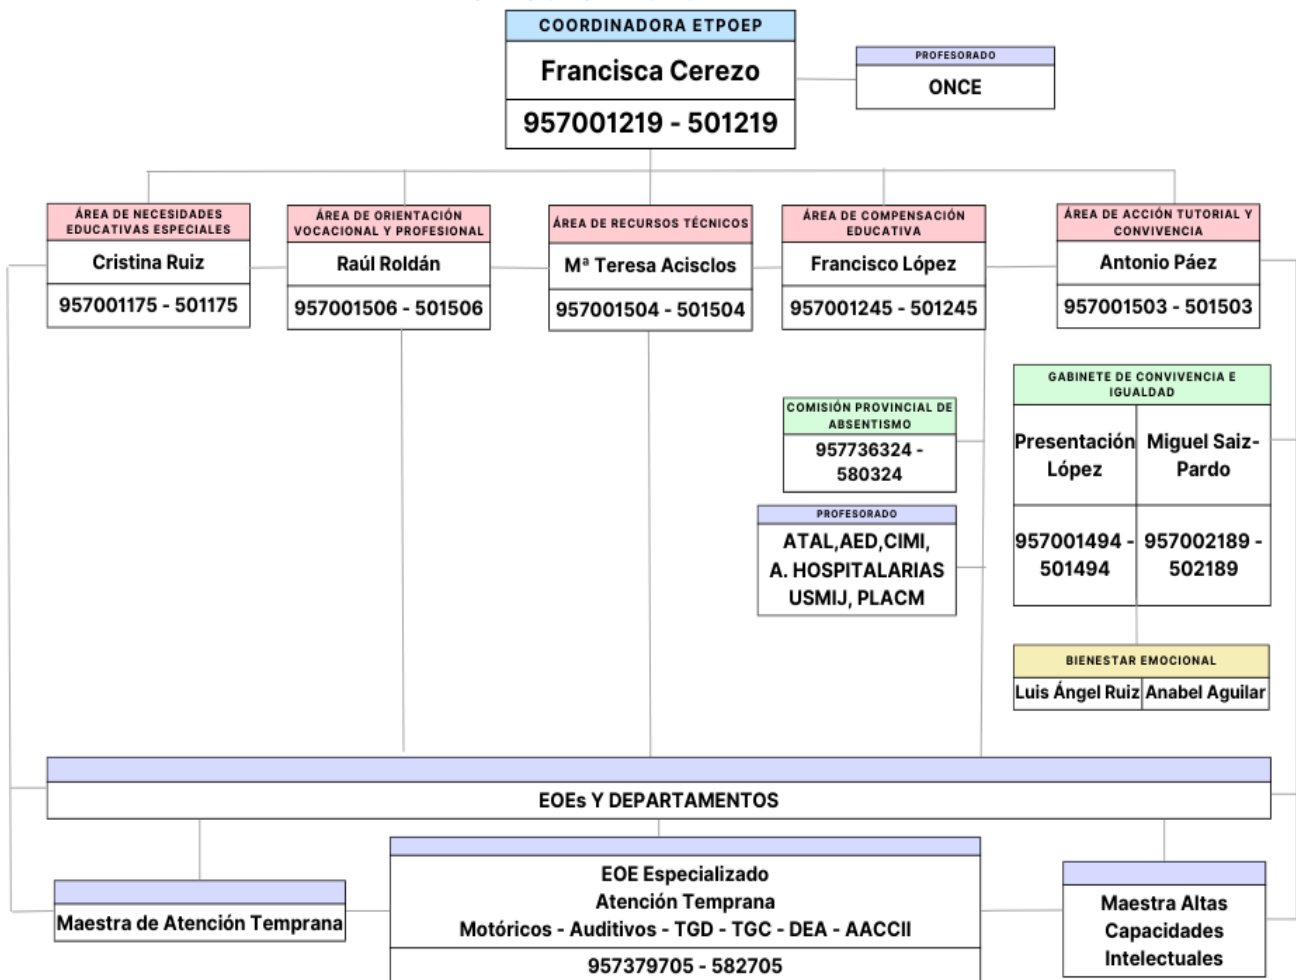 COORDINADORA ETPOEP
Francisca Cerezo
957001219 - 501219
PROFESORADO
ONCE
ÁREA DE NECESIDADES
EDUCATIVAS ESPECIALES
Cristina Ruiz
957001175 - 501175
ÁREA DE ORIENTACIÓN
VOCACIONAL Y PROFESIONAL
Raúl Roldán
957001506 - 501506
ÁREA DE RECURSOS TÉCNICOS
Mª Teresa Acisclos
957001504 - 501504
ÁREA DE COMPENSACIÓN
EDUCATIVA
Francisco López
957001245 - 501245
ÁREA DE ACCIÓN TUTORIAL Y
CONVIVENCIA
Antonio Páez
957001503 - 501503
COMISIÓN PROVINCIAL DE
ABSENTISMO
957736324 -
580324
PROFESORADO
ATAL,AED,CIMI,
A. HOSPITALARIAS
USMIJ, PLACM
GABINETE DE CONVIVENCIA E
IGUALDAD
Presentación
López
957001494 -
501494
Miguel Saiz-
Pardo
957002189 -
502189
BIENESTAR EMOCIONAL
Luis Ángel Ruiz
Anabel Aguilar
EOEs Y DEPARTAMENTOS
Maestra de Atención Temprana
EOE Especializado
Atención Temprana
Motóricos - Auditivos - TGD - TGC - DEA - AACCII
957379705 - 582705
Maestra Altas
Capacidades
Intelectuales